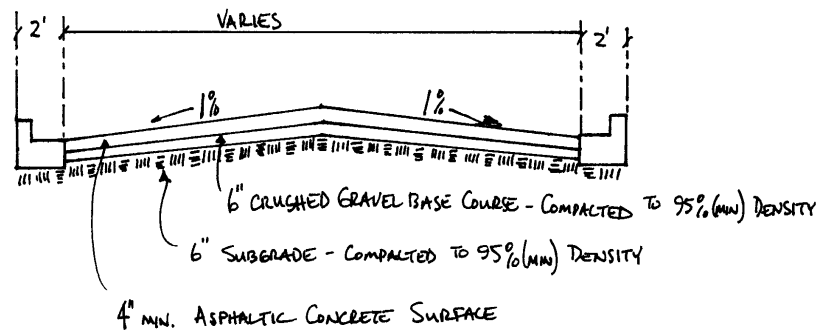 2' VARIES 2'
1% 1%
6" CRUSHED GRAVEL BASE COURSE - COMPACTED TO 95% (MIN) DENSITY
6" SUBGRADE - COMPACTED TO 95% (MIN) DENSITY
4" MIN. ASPHALTIC CONCRETE SURFACE